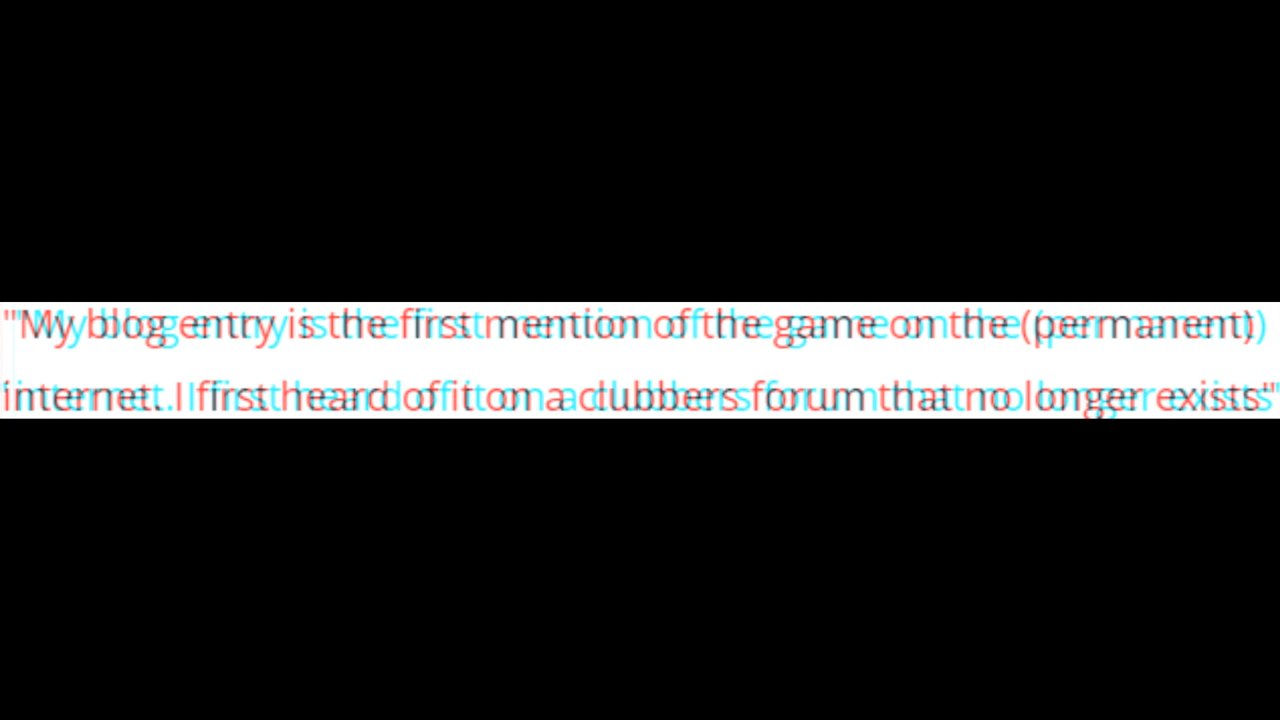 "My blog entry is the first mention of the game on the (permanent)
internet. I first heard of it on a clubbers forum that no longer exists"